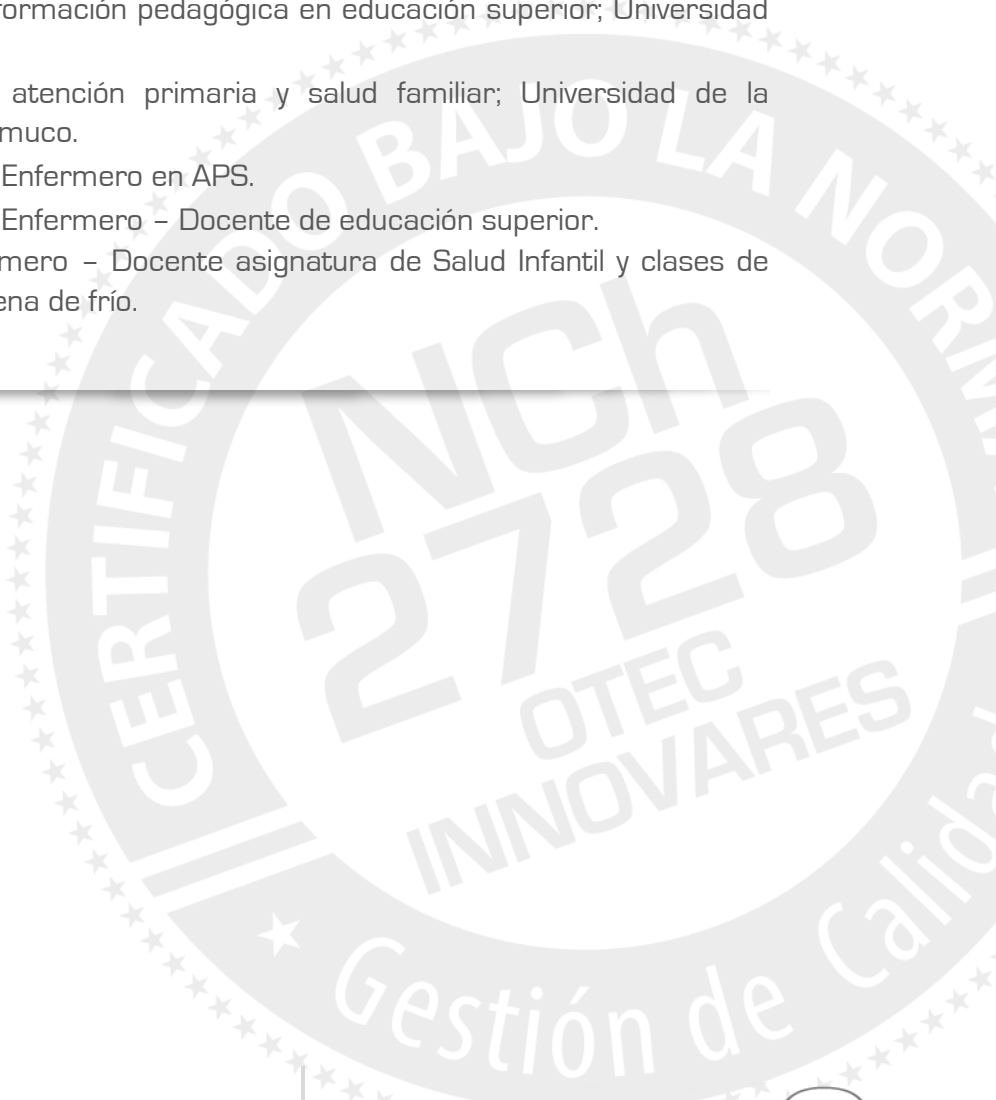 formación pedagógica en educación superior; Universidad
atención primaria y salud familiar; Universidad de la
muco.
Enfermero en APS.
Enfermero – Docente de educación superior.
mero – Docente asignatura de Salud Infantil y clases de
ena de frío.
CERTIFICADO BAJO LA NORMA
NCh
2728
OTEC
INNOVARES
Gestión de Calidad